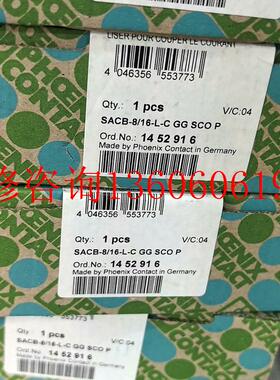 LISER POUR COUPER LE COURANT
4 046356 553773
Qty.: 1 pcs V/C:04
SACB-8/16-L-C GG SCO P
Ord.No.: 14 52 91 6
Made by Phoenix Contact in Germany
修咨询1360606019
4 046356 553773
Qty.: 1 pcs V/C:04
SACB-8/16-L-C GG SCO P
Ord.No.: 14 52 91 6
Made by Phoenix Contact in Germany
Qty.: 1 pcs
SACB-8/16-L-C GG SCO P
Ord.No.: 14 52 91 6